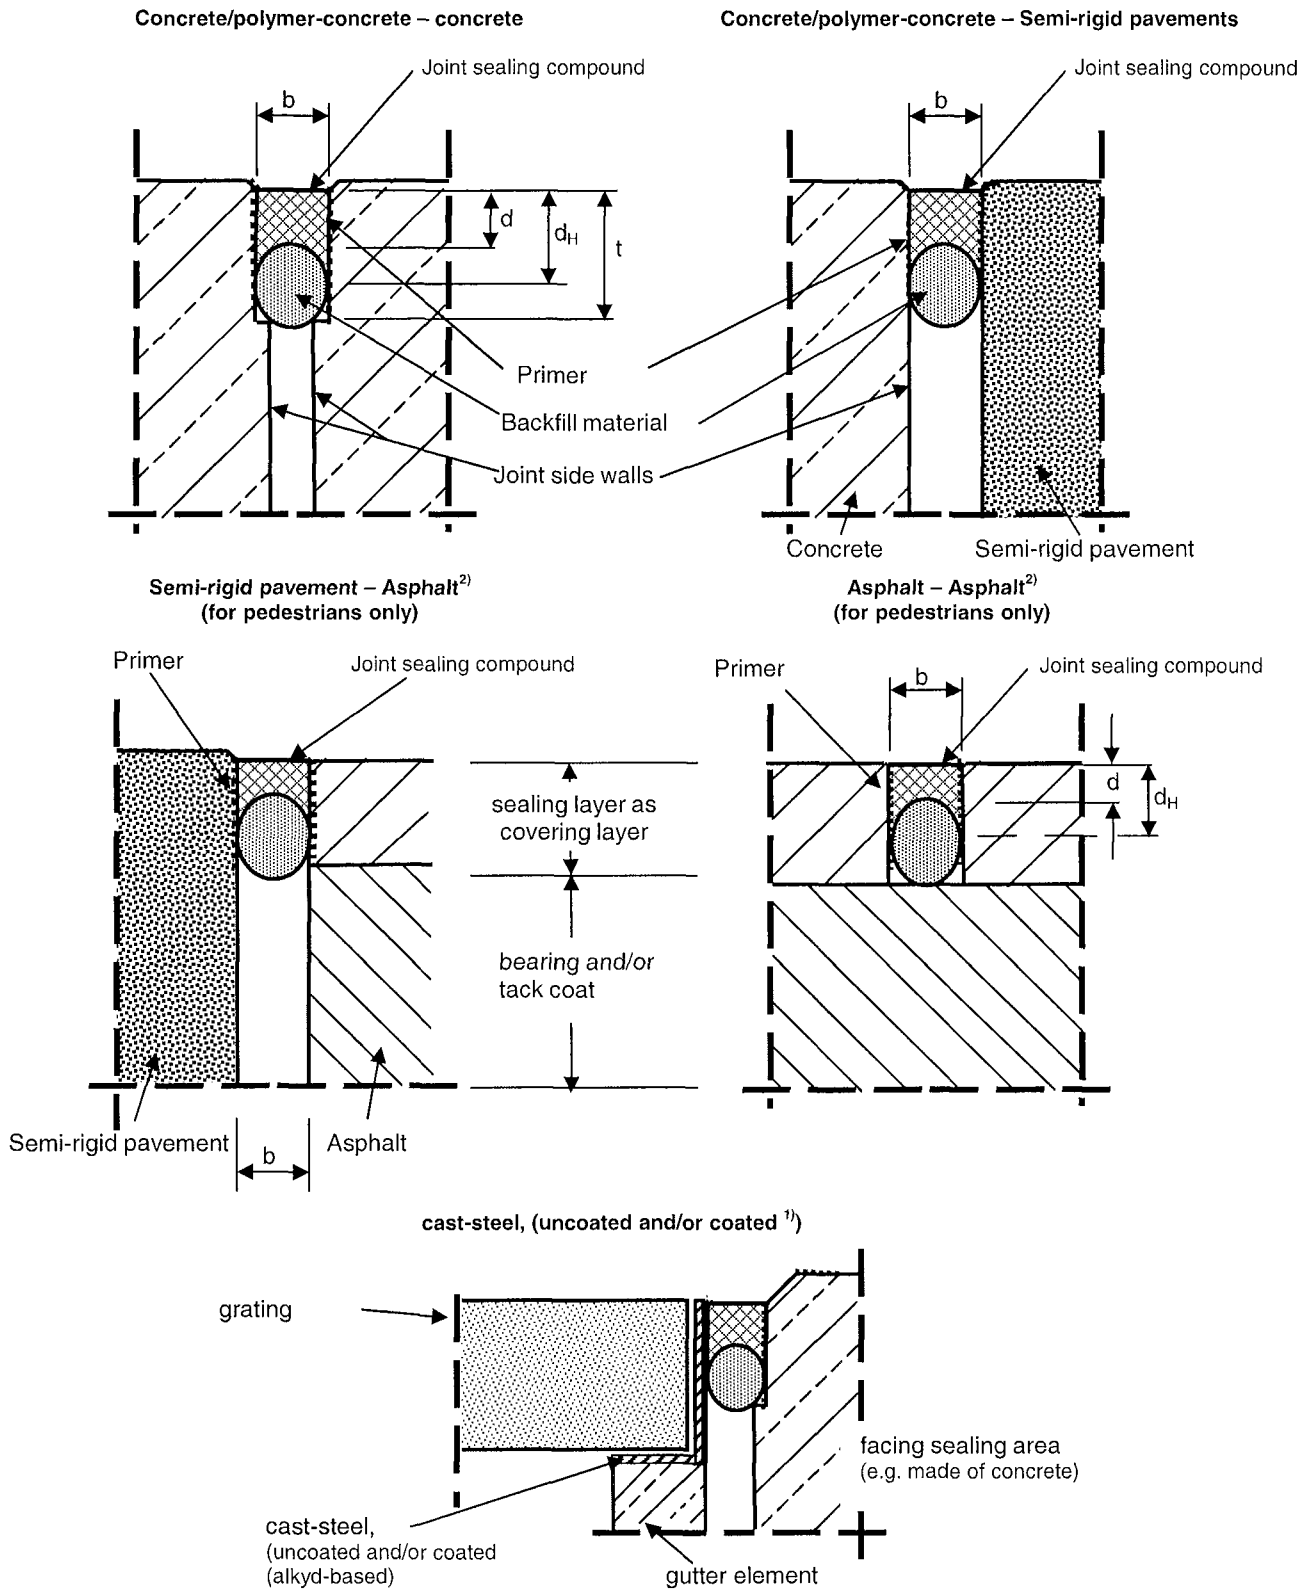 Concrete/polymer-concrete – concrete
Concrete/polymer-concrete – Semi-rigid pavements
Joint sealing compound
Joint sealing compound
b
b
d
dH
t
Primer
Backfill material
Joint side walls
Concrete
Semi-rigid pavement
Semi-rigid pavement – Asphalt2)
(for pedestrians only)
Asphalt – Asphalt2)
(for pedestrians only)
Primer
Joint sealing compound
Primer
Joint sealing compound
b
d
dH
sealing layer as
covering layer
bearing and/or
tack coat
Semi-rigid pavement
Asphalt
b
cast-steel, (uncoated and/or coated 1))
grating
facing sealing area
(e.g. made of concrete)
cast-steel,
(uncoated and/or coated
(alkyd-based)
gutter element